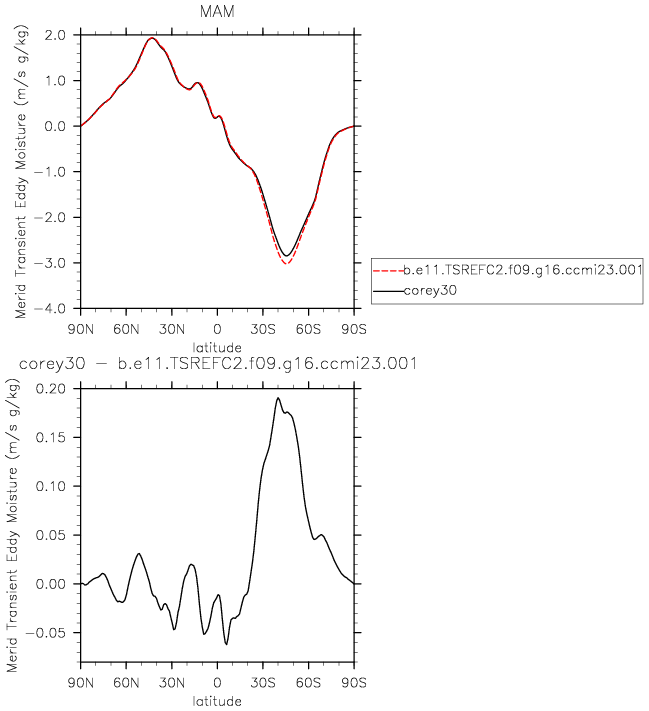 MAM
Merid Transient Eddy Moisture (m/s g/kg)
2.0
1.0
0.0
-1.0
-2.0
-3.0
-4.0
90N 60N 30N 0 30S 60S 90S
latitude
b.e11.TSREFC2.f09.g16.ccmi23.001
corey30
corey30 - b.e11.TSREFC2.f09.g16.ccmi23.001
Merid Transient Eddy Moisture (m/s g/kg)
0.20
0.15
0.10
0.05
0.00
-0.05
90N 60N 30N 0 30S 60S 90S
latitude